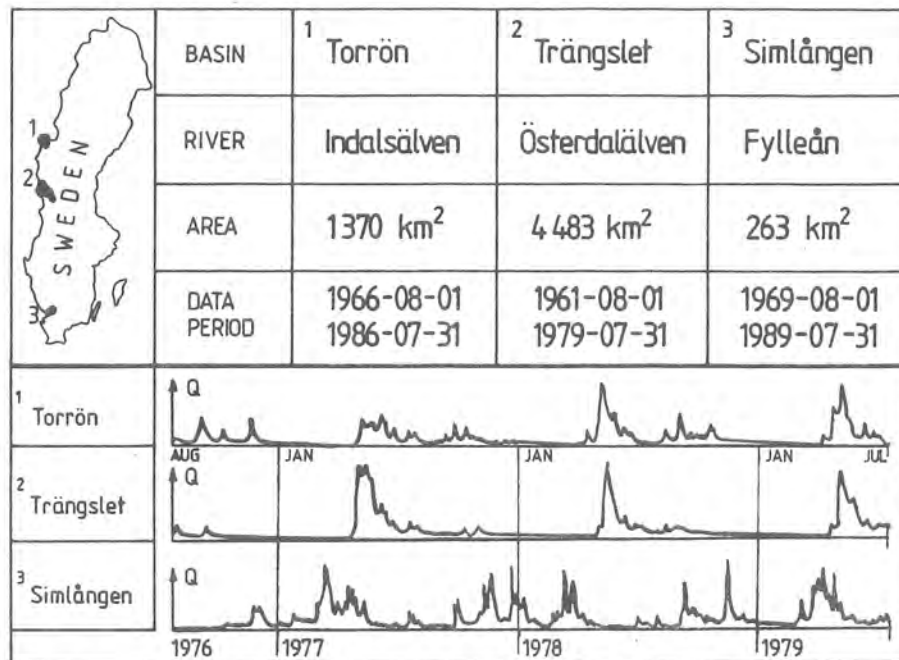 SWEDEN
1
2
3
BASIN
1 Torrön
2 Trängslet
3 Simlången
RIVER
Indalsälven
Österdalälven
Fylleån
AREA
1370 km²
4 483 km²
263 km²
DATA PERIOD
1966-08-01
1986-07-31
1961-08-01
1979-07-31
1969-08-01
1989-07-31
1
Torrön
Q
AUG
JAN
JAN
JAN
JUL
2
Trängslet
Q
3
Simlången
Q
1976
1977
1978
1979